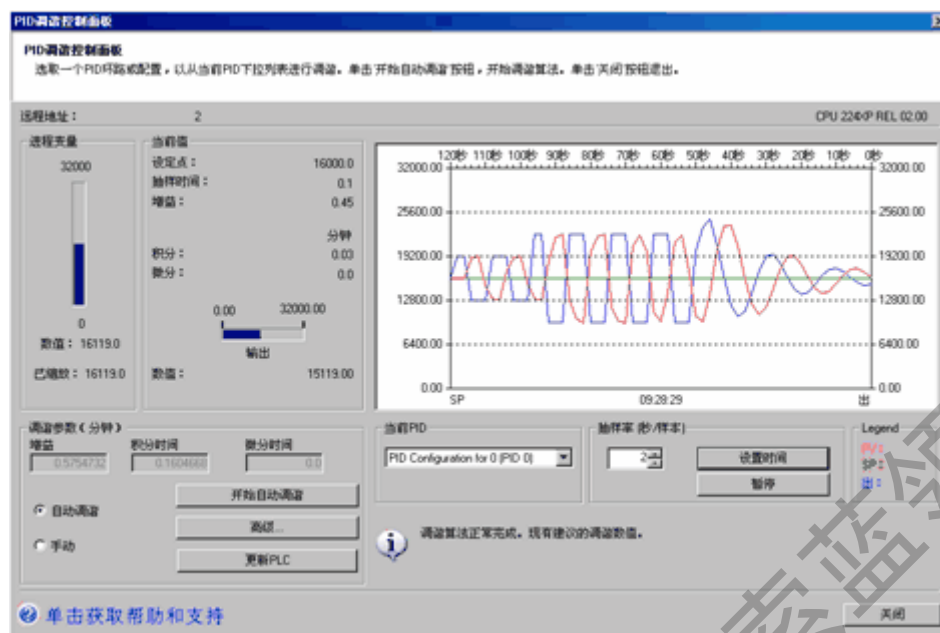 PID调谐控制面板
PID调谐控制面板
选取一个PID环路或配置，以从当前PID下拉列表进行调谐。单击'开始自动调谐'按钮，开始调谐算法。单击'关闭'按钮退出。
远程地址： 2 CPU 224XP REL 02.00
进程变量
32000
0
数值： 16119.0
已缩放： 16119.0
当前值
设定点： 16000.0
抽样时间： 0.1
增益： 0.45
分钟
积分： 0.03
微分： 0.0
0.00 32000.00
输出
数值： 15119.00
120秒 110秒 100秒 90秒 80秒 70秒 60秒 50秒 40秒 30秒 20秒 10秒 0秒
32000.00 32000.00
25600.00 25600.00
19200.00 19200.00
12800.00 12800.00
6400.00 6400.00
0.00 0.00
SP 09:28:29 出
调谐参数（分钟）
增益 积分时间 微分时间
0.5754732 0.1604660 0.0
自动调谐
手动
开始自动调谐
高级...
更新PLC
当前PID
PID Configuration for 0 (PID 0)
抽样率 (秒/样本)
2
设置时间
暂停
Legend
PV：
SP：
出：
调谐算法正常完成。现有建议的调谐数值。
单击获取帮助和支持
关闭
索蓝领